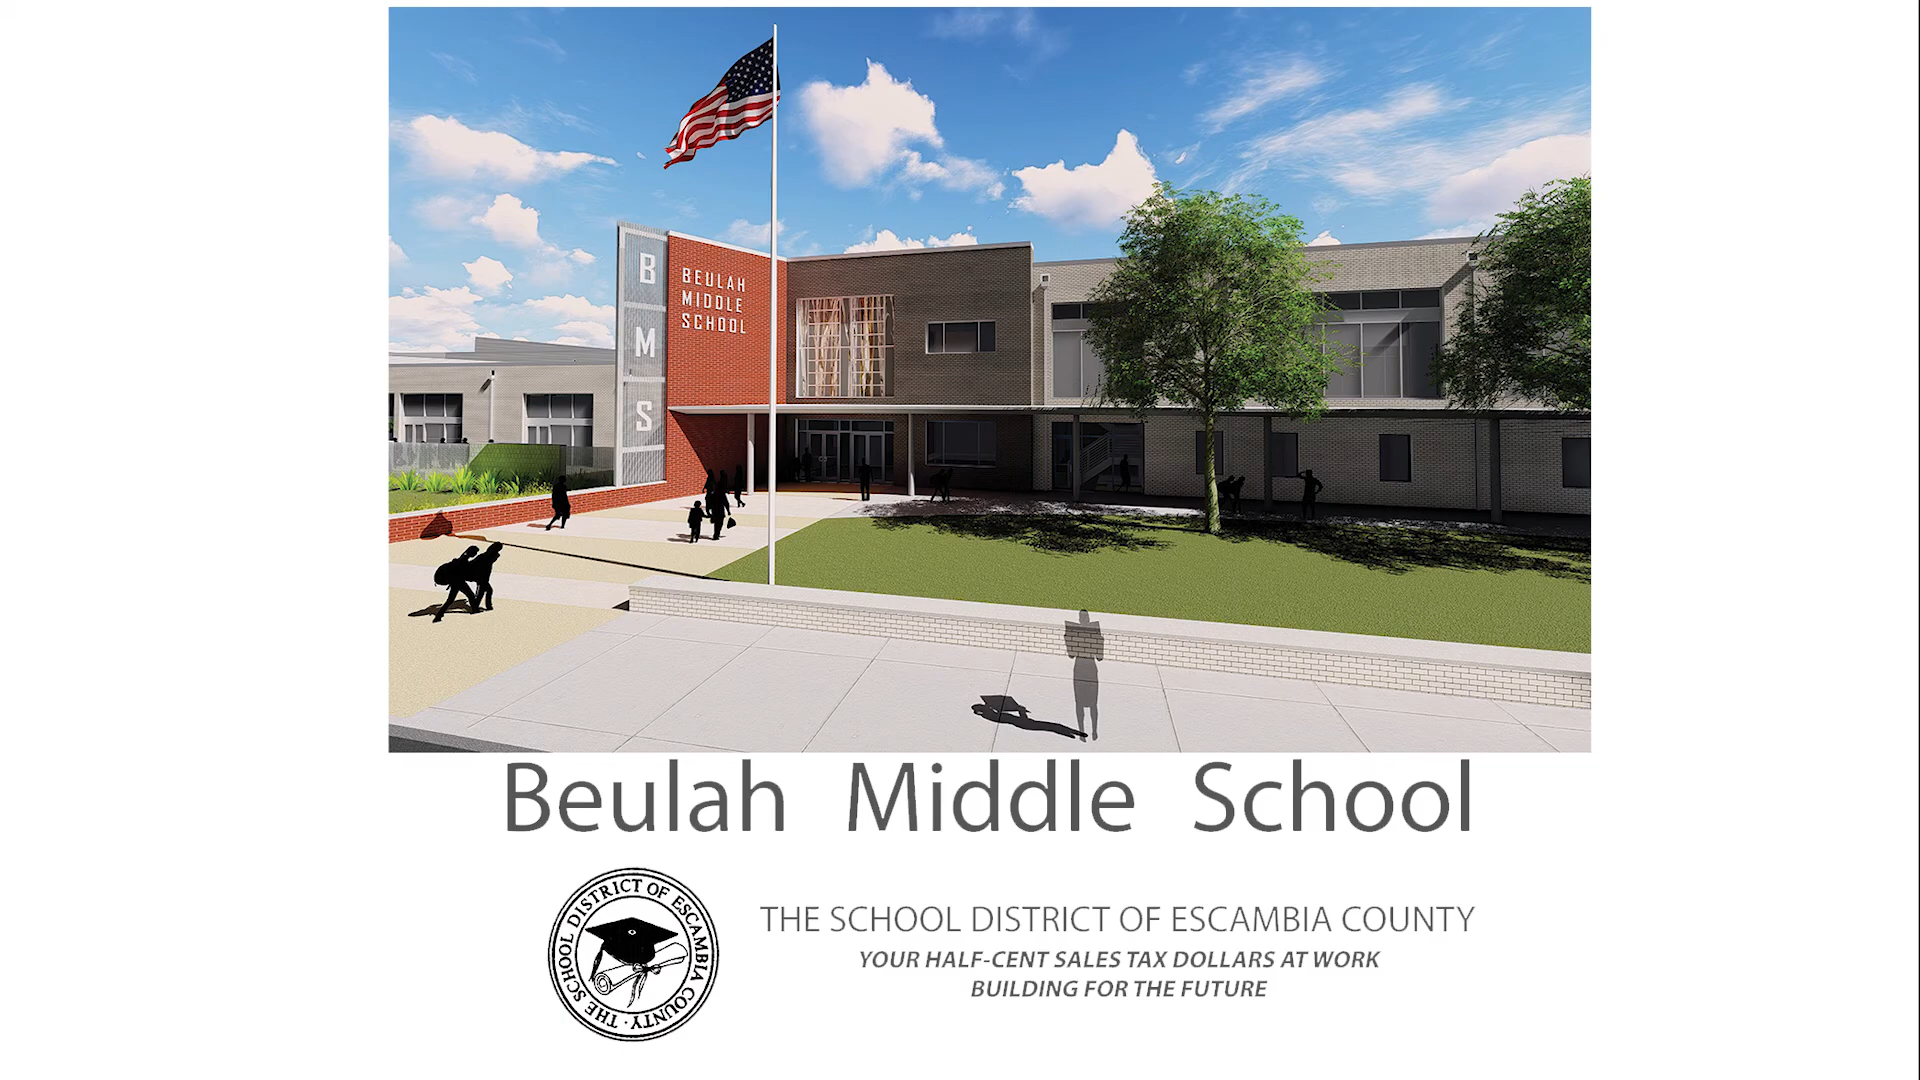 B
M
S
BEULAH
MIDDLE
SCHOOL
Beulah Middle School
THE SCHOOL DISTRICT OF ESCAMBIA COUNTY ·
THE SCHOOL DISTRICT OF ESCAMBIA COUNTY
YOUR HALF-CENT SALES TAX DOLLARS AT WORK
BUILDING FOR THE FUTURE